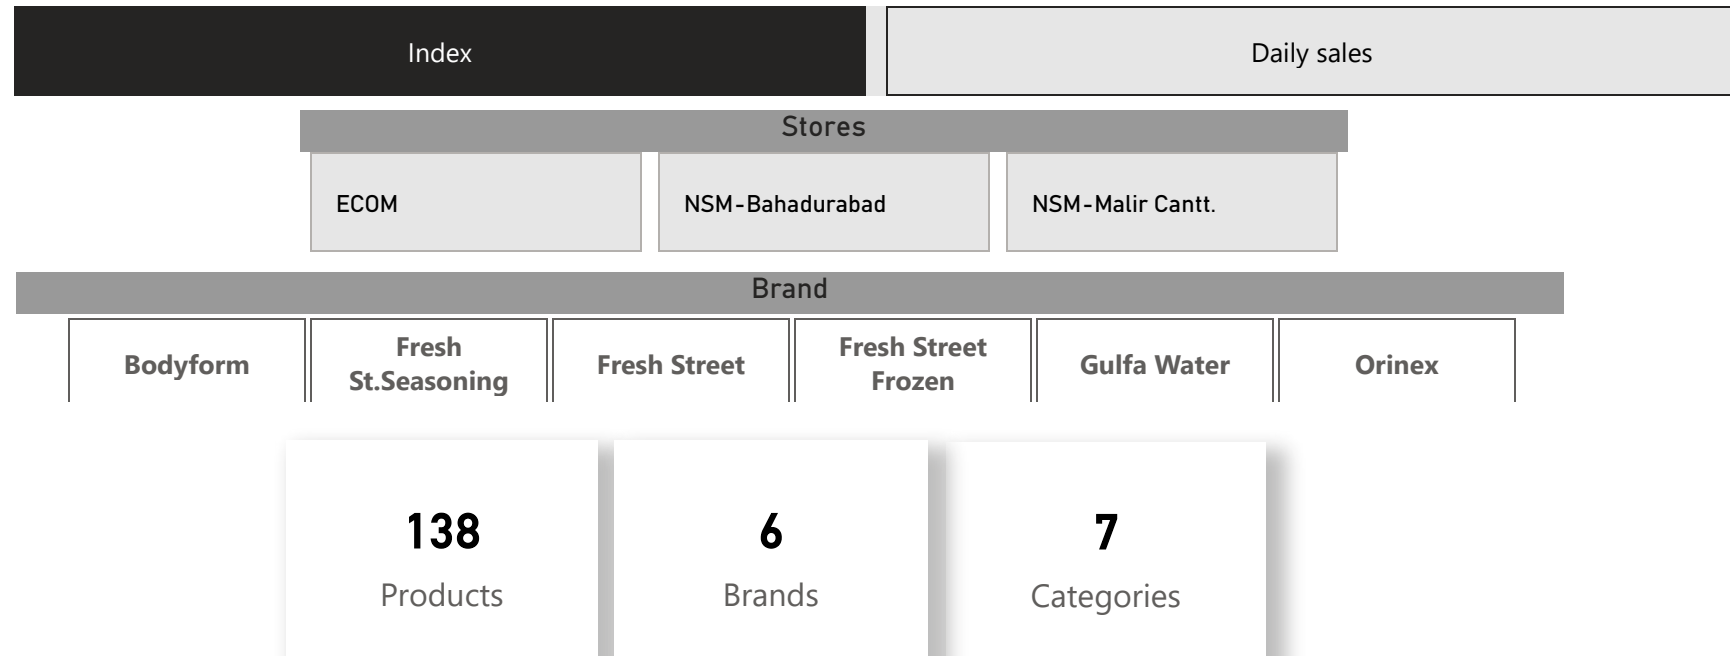 Index
Daily sales
Stores
ECOM
NSM-Bahadurabad
NSM-Malir Cantt.
Brand
Bodyform
Fresh
St.Seasoning
Fresh Street
Fresh Street
Frozen
Gulfa Water
Orinex
138
Products
6
Brands
7
Categories